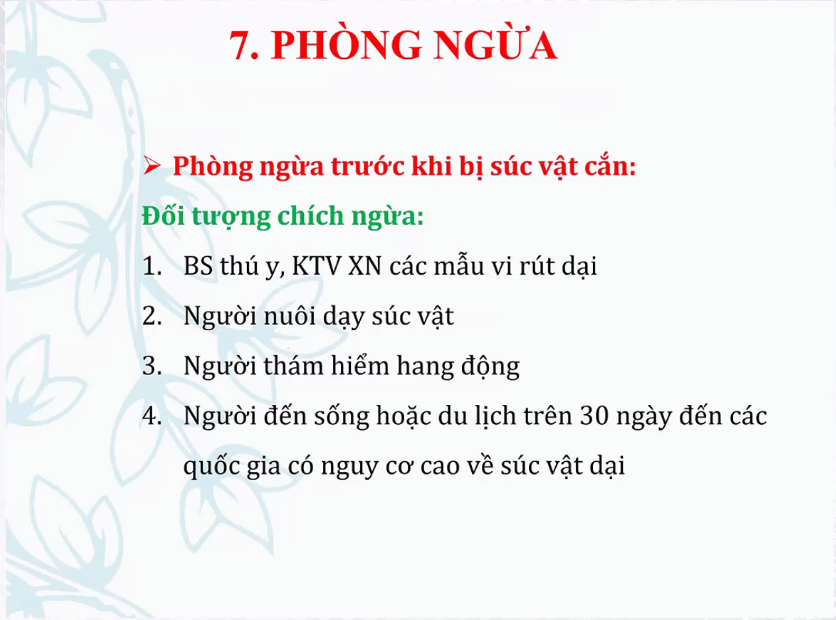 7. PHÒNG NGỪA
➢ Phòng ngừa trước khi bị súc vật cắn:
Đối tượng chích ngừa:
1. BS thú y, KTV XN các mẫu vi rút dại
2. Người nuôi dạy súc vật
3. Người thám hiểm hang động
4. Người đến sống hoặc du lịch trên 30 ngày đến các
quốc gia có nguy cơ cao về súc vật dại